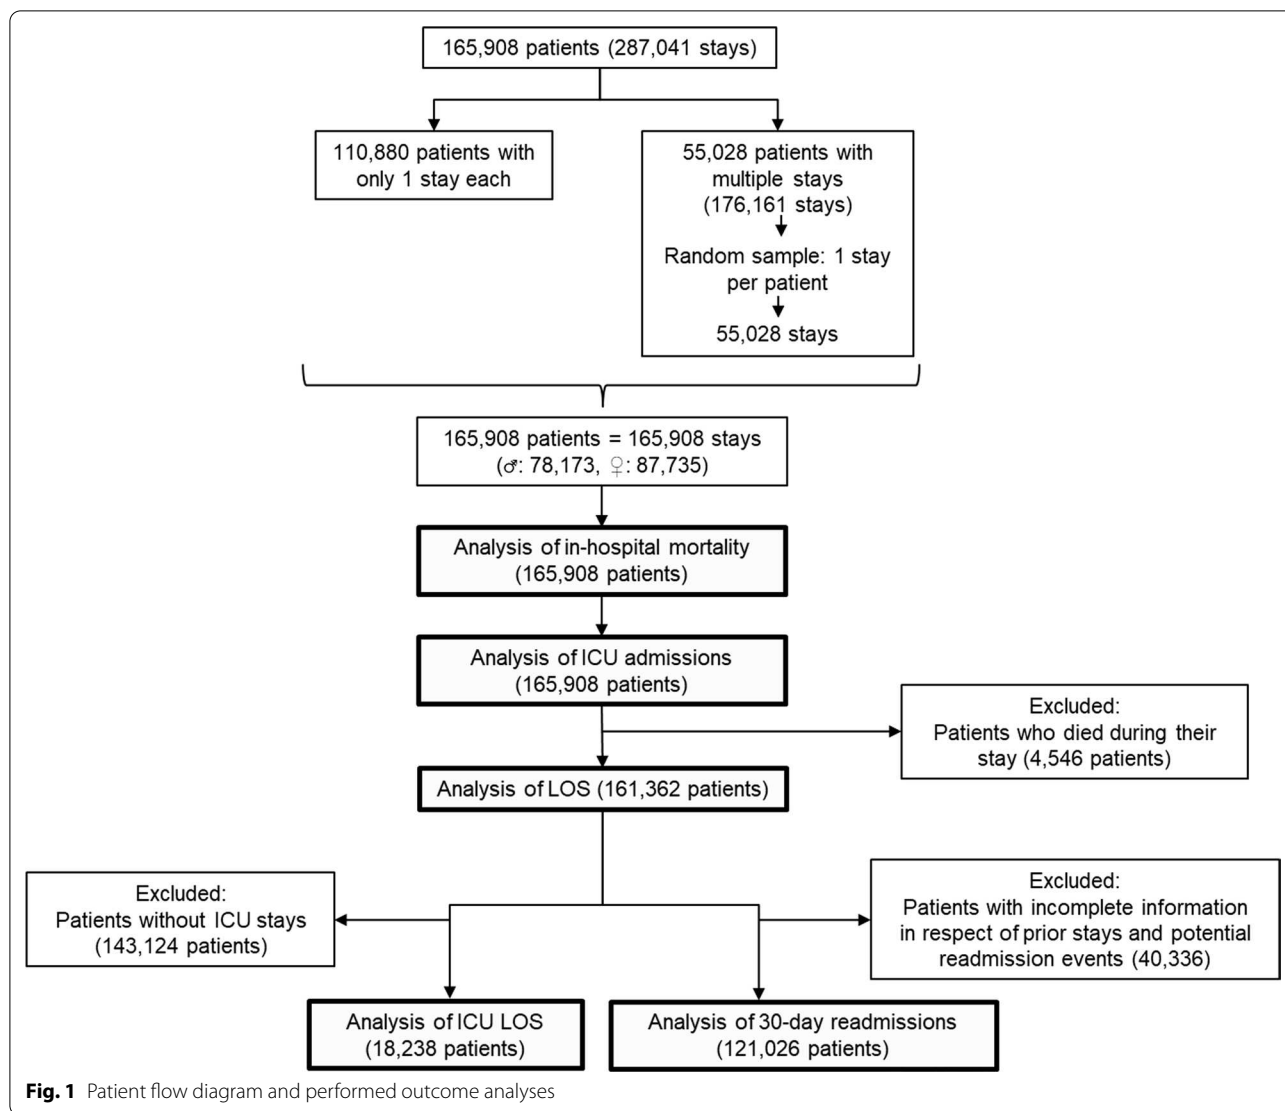 165,908 patients (287,041 stays)
110,880 patients with
only 1 stay each
55,028 patients with
multiple stays
(176,161 stays)
Random sample: 1 stay
per patient
55,028 stays
165,908 patients = 165,908 stays
(♂: 78,173, ♀: 87,735)
Analysis of in-hospital mortality
(165,908 patients)
Analysis of ICU admissions
(165,908 patients)
Excluded:
Patients who died during their
stay (4,546 patients)
Analysis of LOS (161,362 patients)
Excluded:
Patients without ICU stays
(143,124 patients)
Excluded:
Patients with incomplete information
in respect of prior stays and potential
readmission events (40,336)
Analysis of ICU LOS
(18,238 patients)
Analysis of 30-day readmissions
(121,026 patients)
Fig. 1 Patient flow diagram and performed outcome analyses